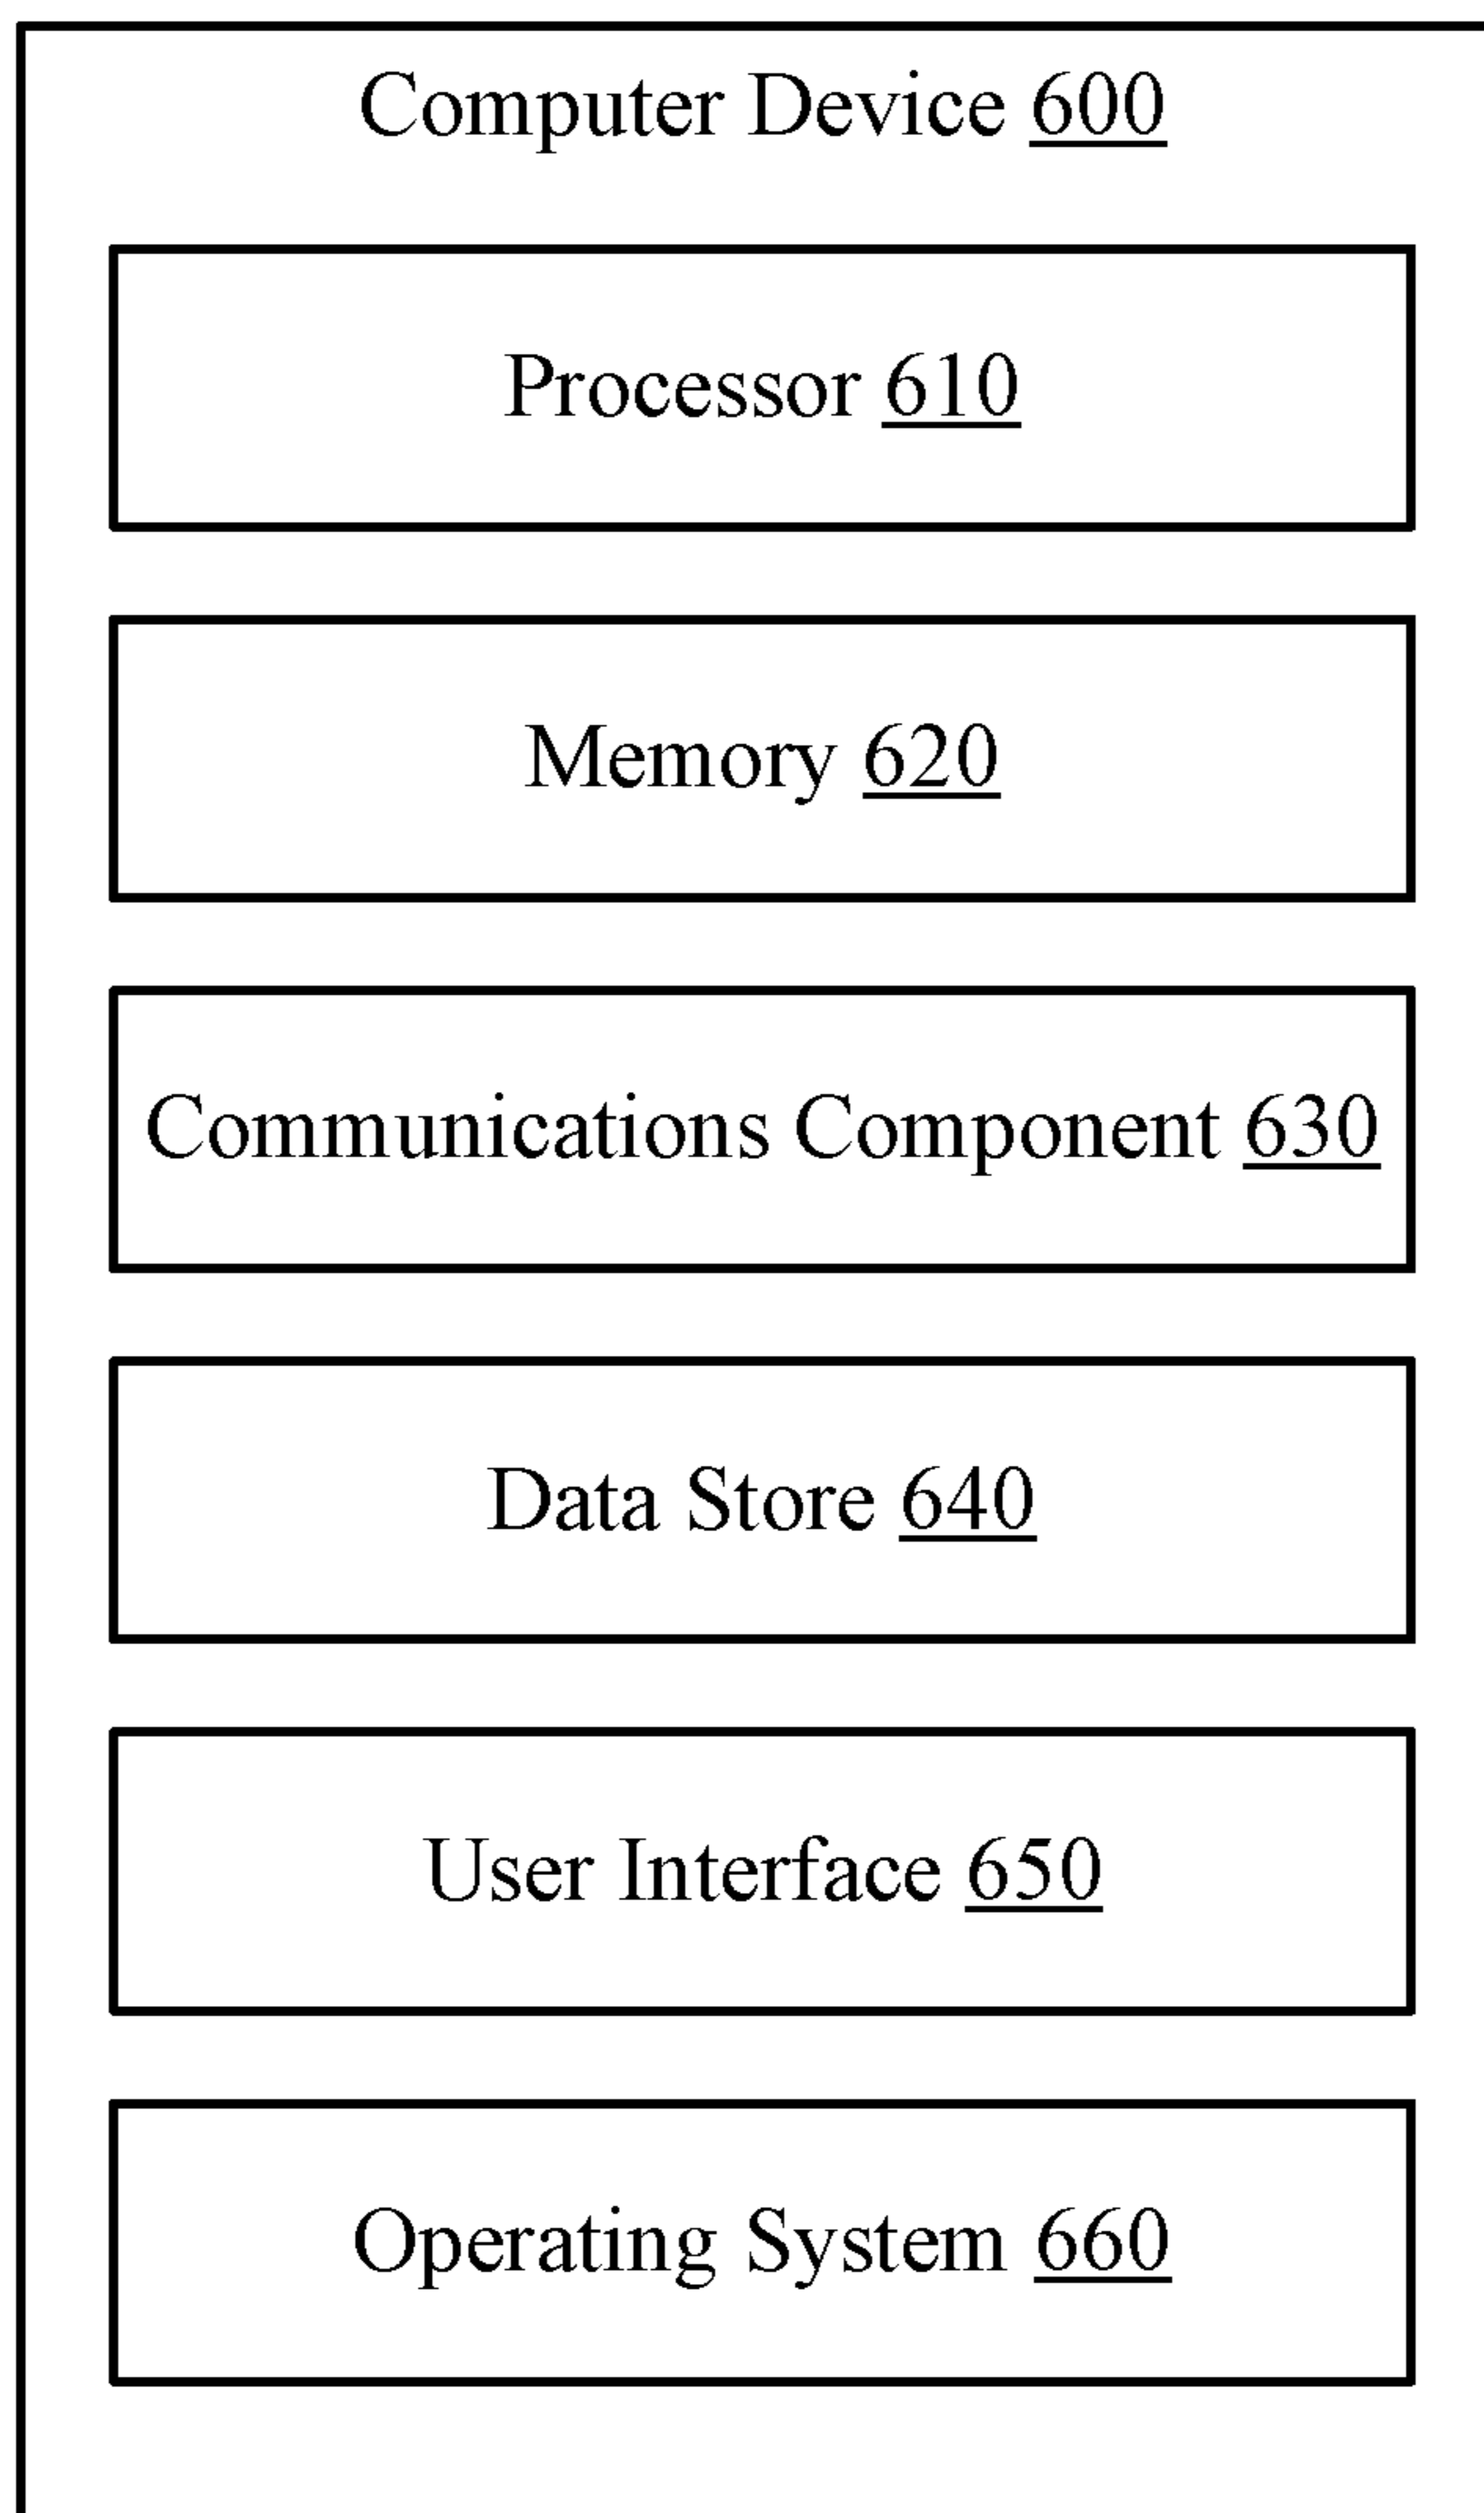 Computer Device 600
Processor 610
Memory 620
Communications Component 630
Data Store 640
User Interface 650
Operating System 660